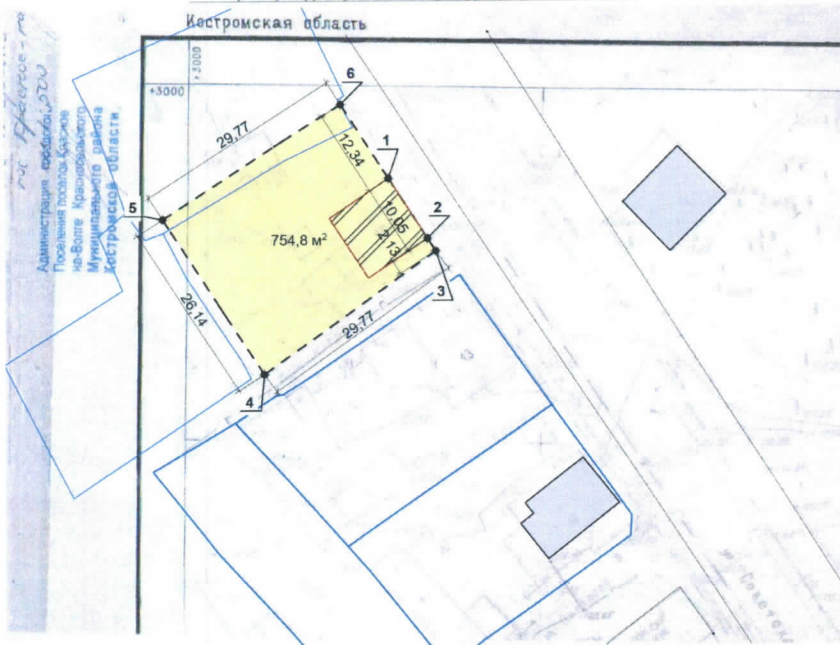 Костромская область
+3000
+3000
6
29,77
12,34
1
5
10,05
2
754,8 м²
2,13
3
26,14
29,77
4
Администрация городского
Поселения поселок Красное
на-Волге Красносельского
Муниципального района
Костромской области.